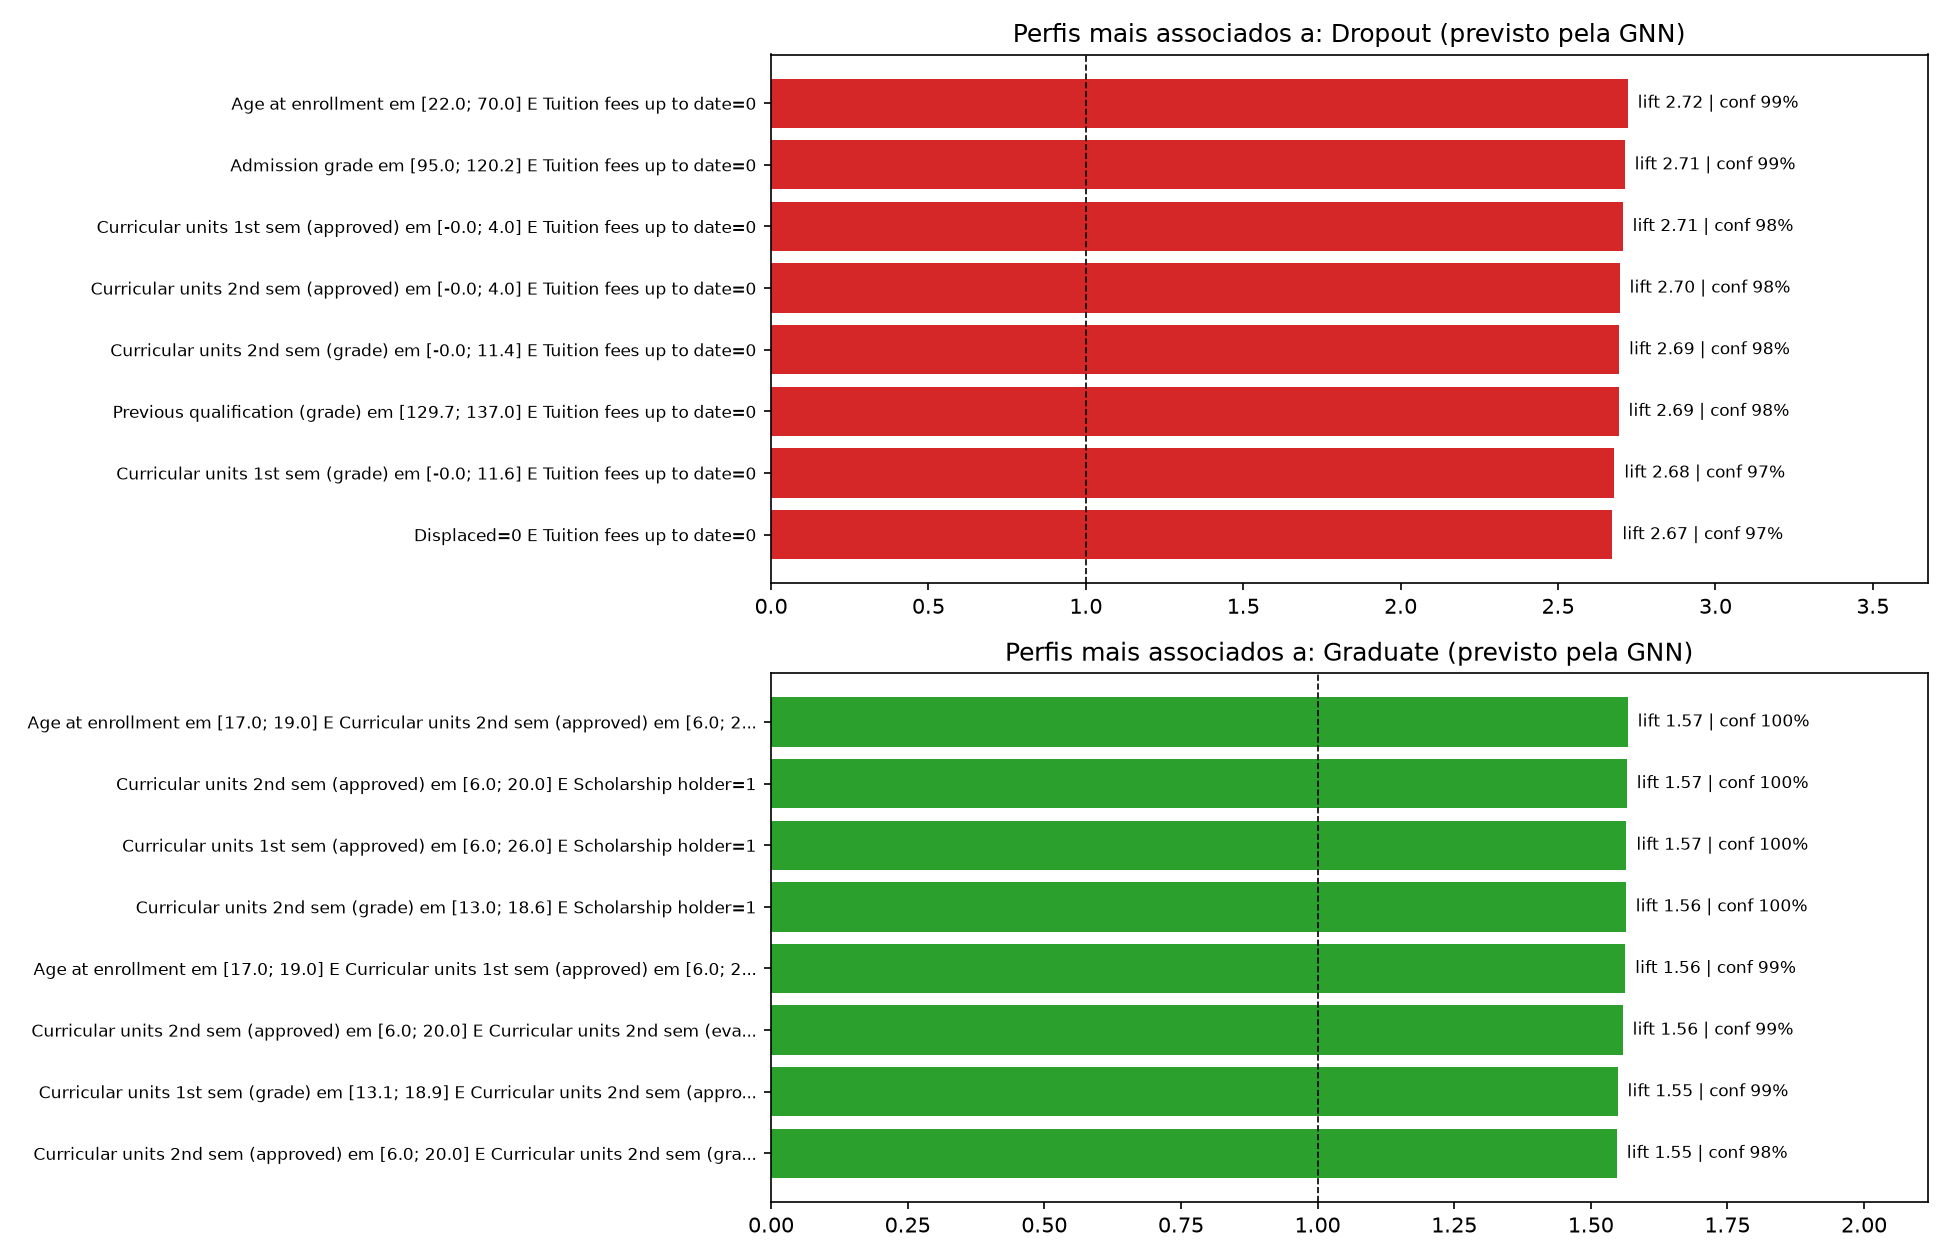 Perfis mais associados a: Dropout (previsto pela GNN)
Age at enrollment em [22.0; 70.0] E Tuition fees up to date=0
lift 2.72 | conf 99%
Admission grade em [95.0; 120.2] E Tuition fees up to date=0
lift 2.71 | conf 99%
Curricular units 1st sem (approved) em [-0.0; 4.0] E Tuition fees up to date=0
lift 2.71 | conf 98%
Curricular units 2nd sem (approved) em [-0.0; 4.0] E Tuition fees up to date=0
lift 2.70 | conf 98%
Curricular units 2nd sem (grade) em [-0.0; 11.4] E Tuition fees up to date=0
lift 2.69 | conf 98%
Previous qualification (grade) em [129.7; 137.0] E Tuition fees up to date=0
lift 2.69 | conf 98%
Curricular units 1st sem (grade) em [-0.0; 11.6] E Tuition fees up to date=0
lift 2.68 | conf 97%
Displaced=0 E Tuition fees up to date=0
lift 2.67 | conf 97%
0.0 0.5 1.0 1.5 2.0 2.5 3.0 3.5
Perfis mais associados a: Graduate (previsto pela GNN)
Age at enrollment em [17.0; 19.0] E Curricular units 2nd sem (approved) em [6.0; 2...
lift 1.57 | conf 100%
Curricular units 2nd sem (approved) em [6.0; 20.0] E Scholarship holder=1
lift 1.57 | conf 100%
Curricular units 1st sem (approved) em [6.0; 26.0] E Scholarship holder=1
lift 1.57 | conf 100%
Curricular units 2nd sem (grade) em [13.0; 18.6] E Scholarship holder=1
lift 1.56 | conf 100%
Age at enrollment em [17.0; 19.0] E Curricular units 1st sem (approved) em [6.0; 2...
lift 1.56 | conf 99%
Curricular units 2nd sem (approved) em [6.0; 20.0] E Curricular units 2nd sem (eva...
lift 1.56 | conf 99%
Curricular units 1st sem (grade) em [13.1; 18.9] E Curricular units 2nd sem (appro...
lift 1.55 | conf 99%
Curricular units 2nd sem (approved) em [6.0; 20.0] E Curricular units 2nd sem (gra...
lift 1.55 | conf 98%
0.00 0.25 0.50 0.75 1.00 1.25 1.50 1.75 2.00